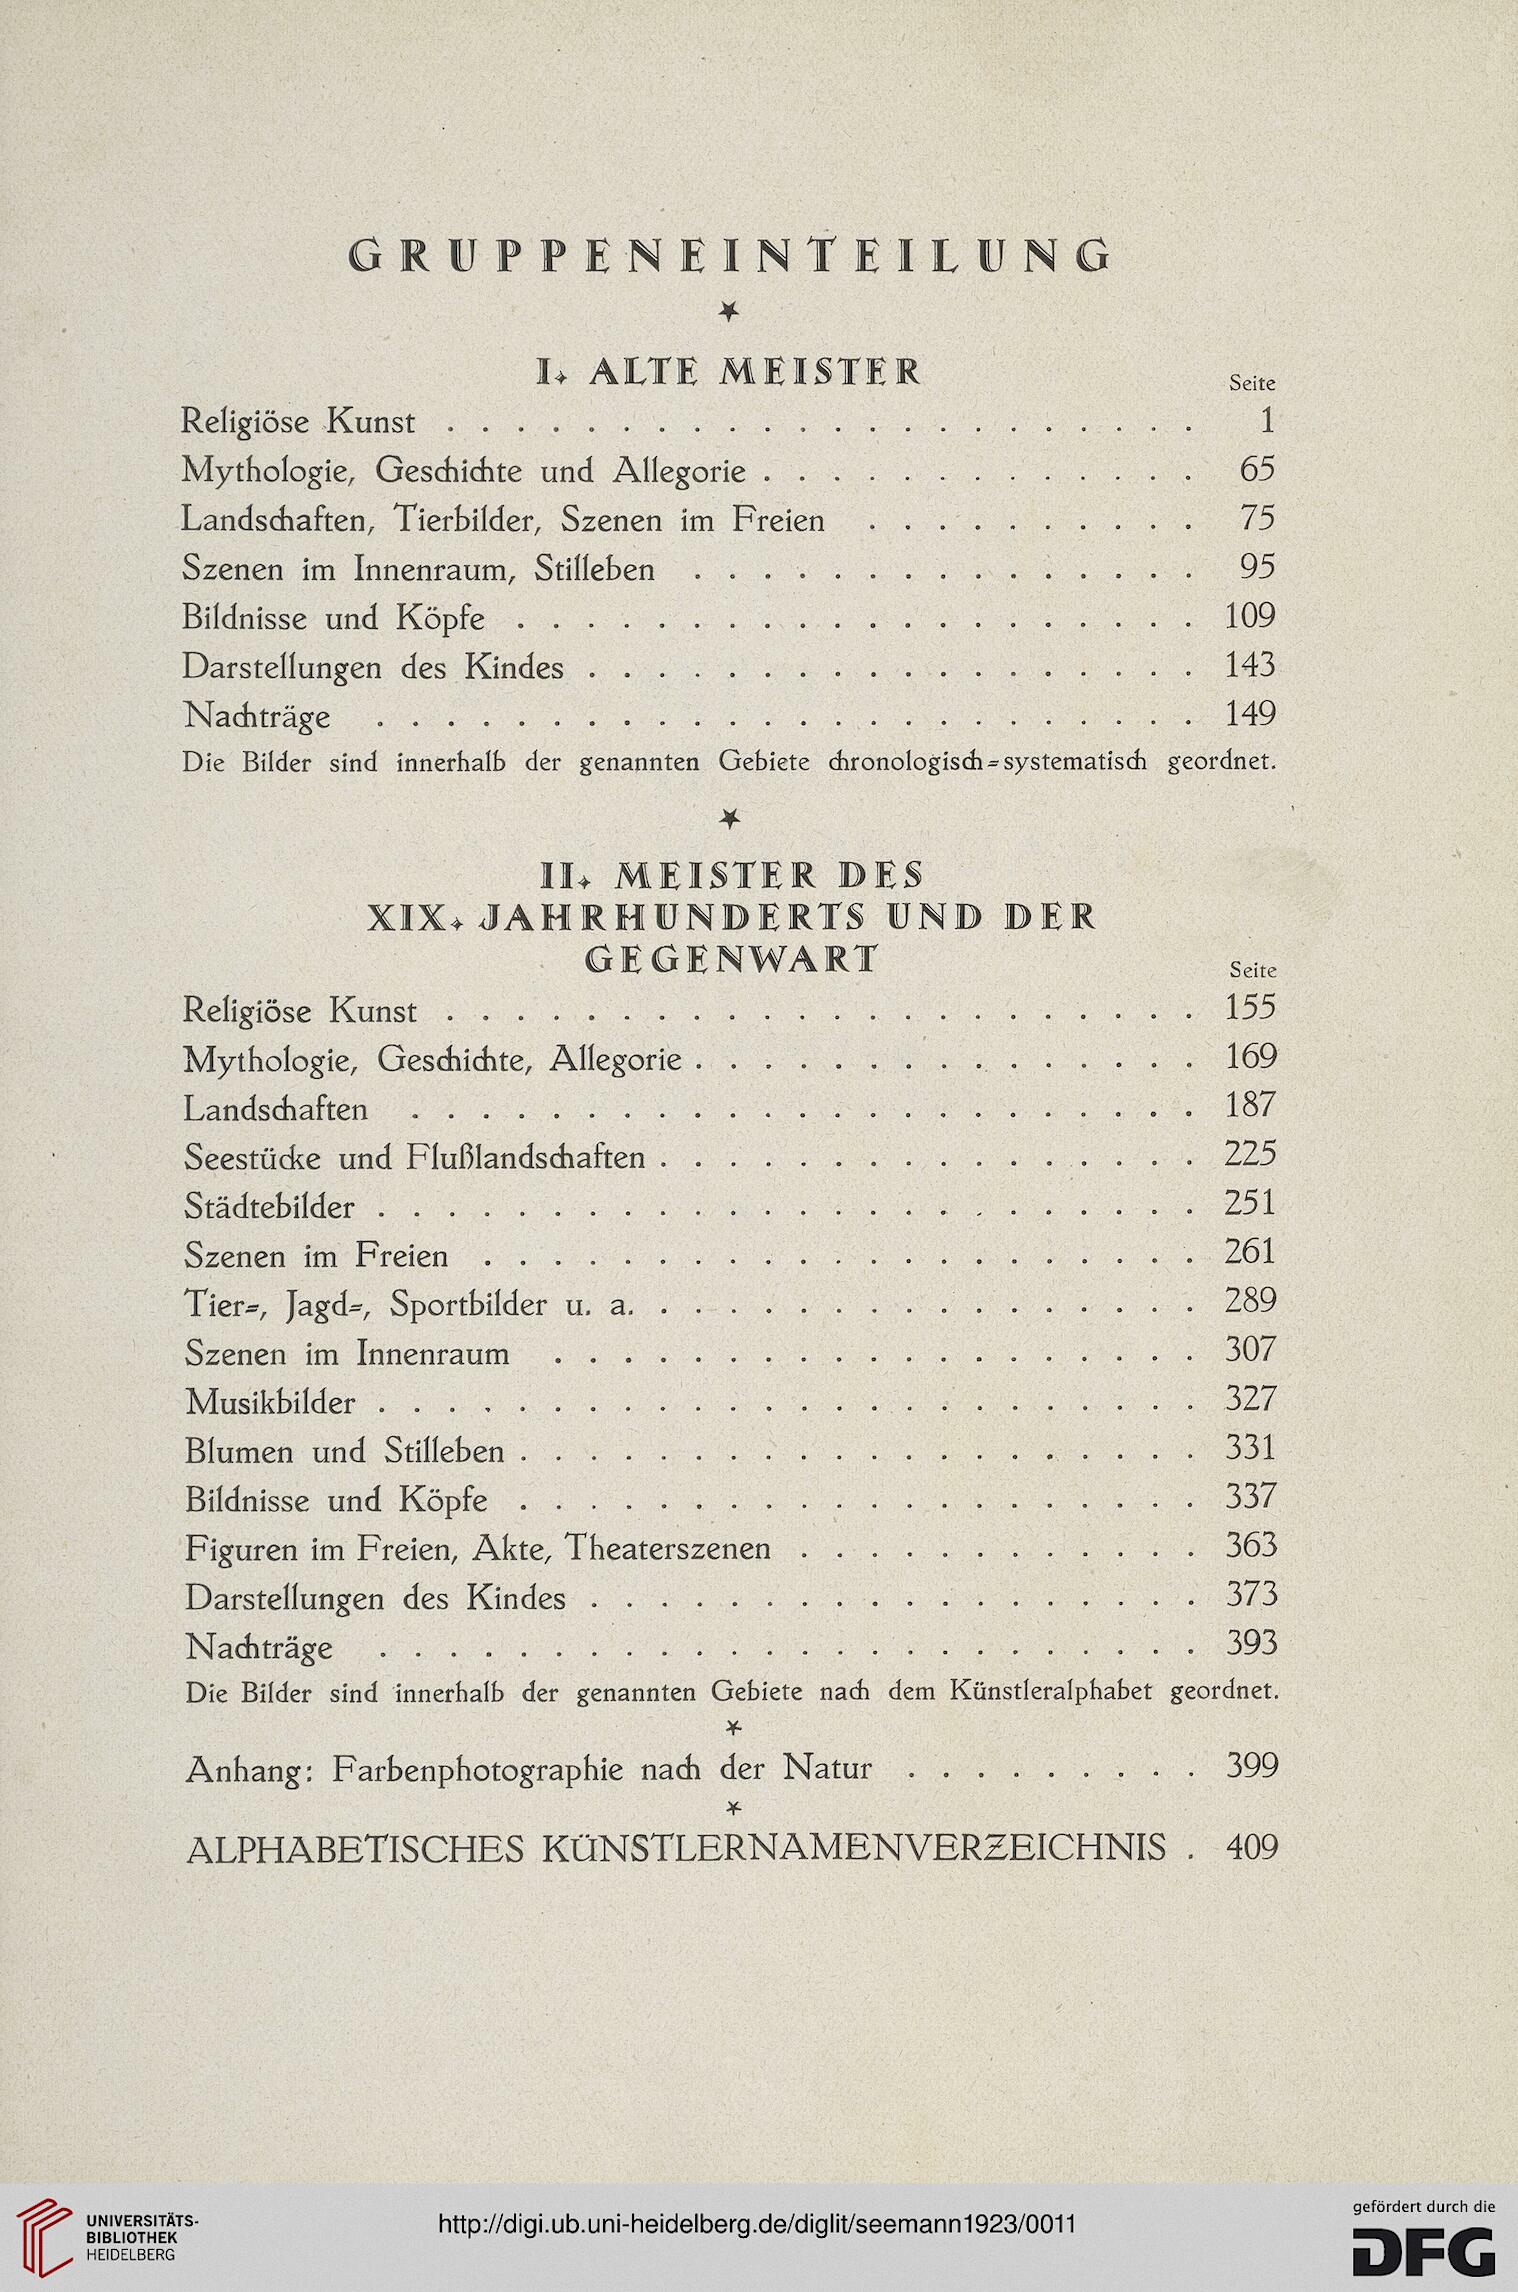 GRUPPENEINTEILUNG
I. ALTE MEISTER
Seite
Religiöse Kunst . . . . . . . . . . . . . . . . . . . . . . 1
Mythologie, Geschichte und Allegorie . . . . . . . . . . . . . 65
Landschaften, Tierbilder, Szenen im Freien . . . . . . . . . . 75
Szenen im Innenraum, Stilleben . . . . . . . . . . . . . . . 95
Bildnisse und Köpfe . . . . . . . . . . . . . . . . . . . . 109
Darstellungen des Kindes . . . . . . . . . . . . . . . . . . 143
Nachträge . . . . . . . . . . . . . . . . . . . . . . . . 149
Die Bilder sind innerhalb der genannten Gebiete chronologisch-systematisch geordnet.
II. MEISTER DES
XIX. JAHRHUNDERTS UND DER
GEGENWART
Seite
Religiöse Kunst . . . . . . . . . . . . . . . . . . . . . . 155
Mythologie, Geschichte, Allegorie . . . . . . . . . . . . . . . 169
Landschaften . . . . . . . . . . . . . . . . . . . . . . . 187
Seestücke und Flußlandschaften . . . . . . . . . . . . . . . . 225
Städtebilder . . . . . . . . . . . . . . . . . . . . . . . . 251
Szenen im Freien . . . . . . . . . . . . . . . . . . . . . 261
Tier-, Jagd-, Sportbilder u. a. . . . . . . . . . . . . . . . . 289
Szenen im Innenraum . . . . . . . . . . . . . . . . . . . 307
Musikbilder . . . . . . . . . . . . . . . . . . . . . . . . 327
Blumen und Stilleben . . . . . . . . . . . . . . . . . . . . 331
Bildnisse und Köpfe . . . . . . . . . . . . . . . . . . . . 337
Figuren im Freien, Akte, Theaterszenen . . . . . . . . . . . . 363
Darstellungen des Kindes . . . . . . . . . . . . . . . . . . 373
Nachträge . . . . . . . . . . . . . . . . . . . . . . . . 393
Die Bilder sind innerhalb der genannten Gebiete nach dem Künstleralphabet geordnet.
Anhang: Farbenphotographie nach der Natur . . . . . . . . . 399
ALPHABETISCHES KÜNSTLERNAMENVERZEICHNIS . 409
UNIVERSITÄTS-
BIBLIOTHEK
HEIDELBERG
http://digi.ub.uni-heidelberg.de/diglit/seemann1923/0011
gefördert durch die
DFG